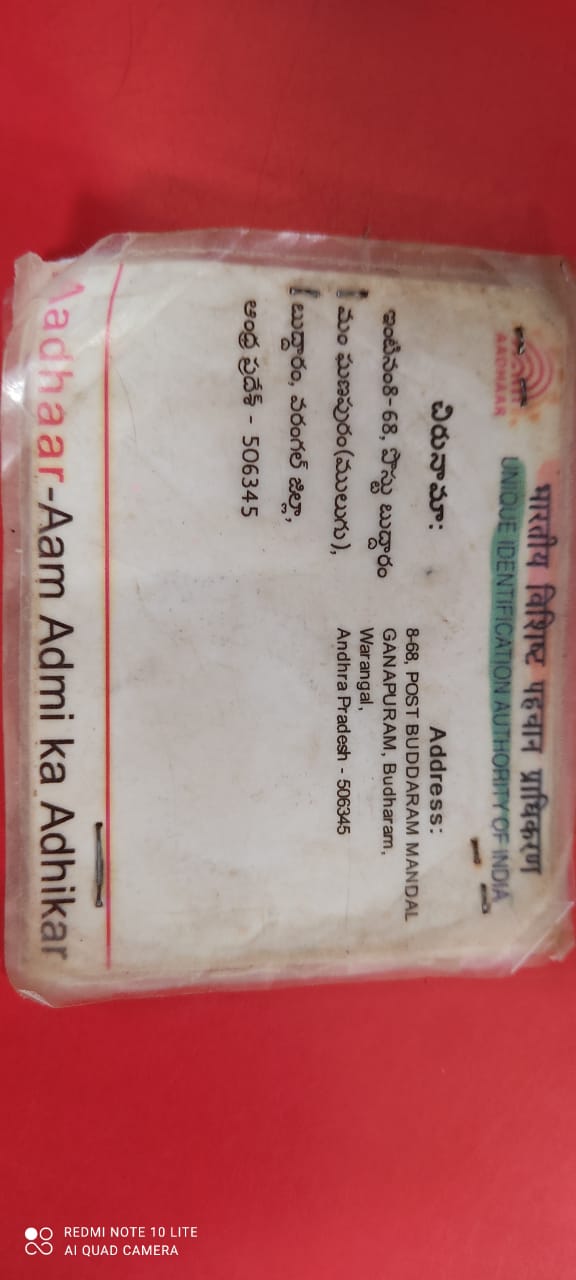 भारतीय विशिष्ट पहचान प्राधिकरण
UNIQUE IDENTIFICATION AUTHORITY OF INDIA
AADHAAR
చిరునామా:
ఇంటినం8-68, పొస్టు బుద్దారం
మం ఘణపురం(ములుగు),
బుద్దారం, వరంగల్ జిల్లా,
ఆంధ్ర ప్రదేశ్ - 506345
Address:
8-68, POST BUDDARAM MANDAL
GANAPURAM, Budharam,
Warangal,
Andhra Pradesh - 506345
Aadhaar-Aam Admi ka Adhikar
REDMI NOTE 10 LITE
AI QUAD CAMERA